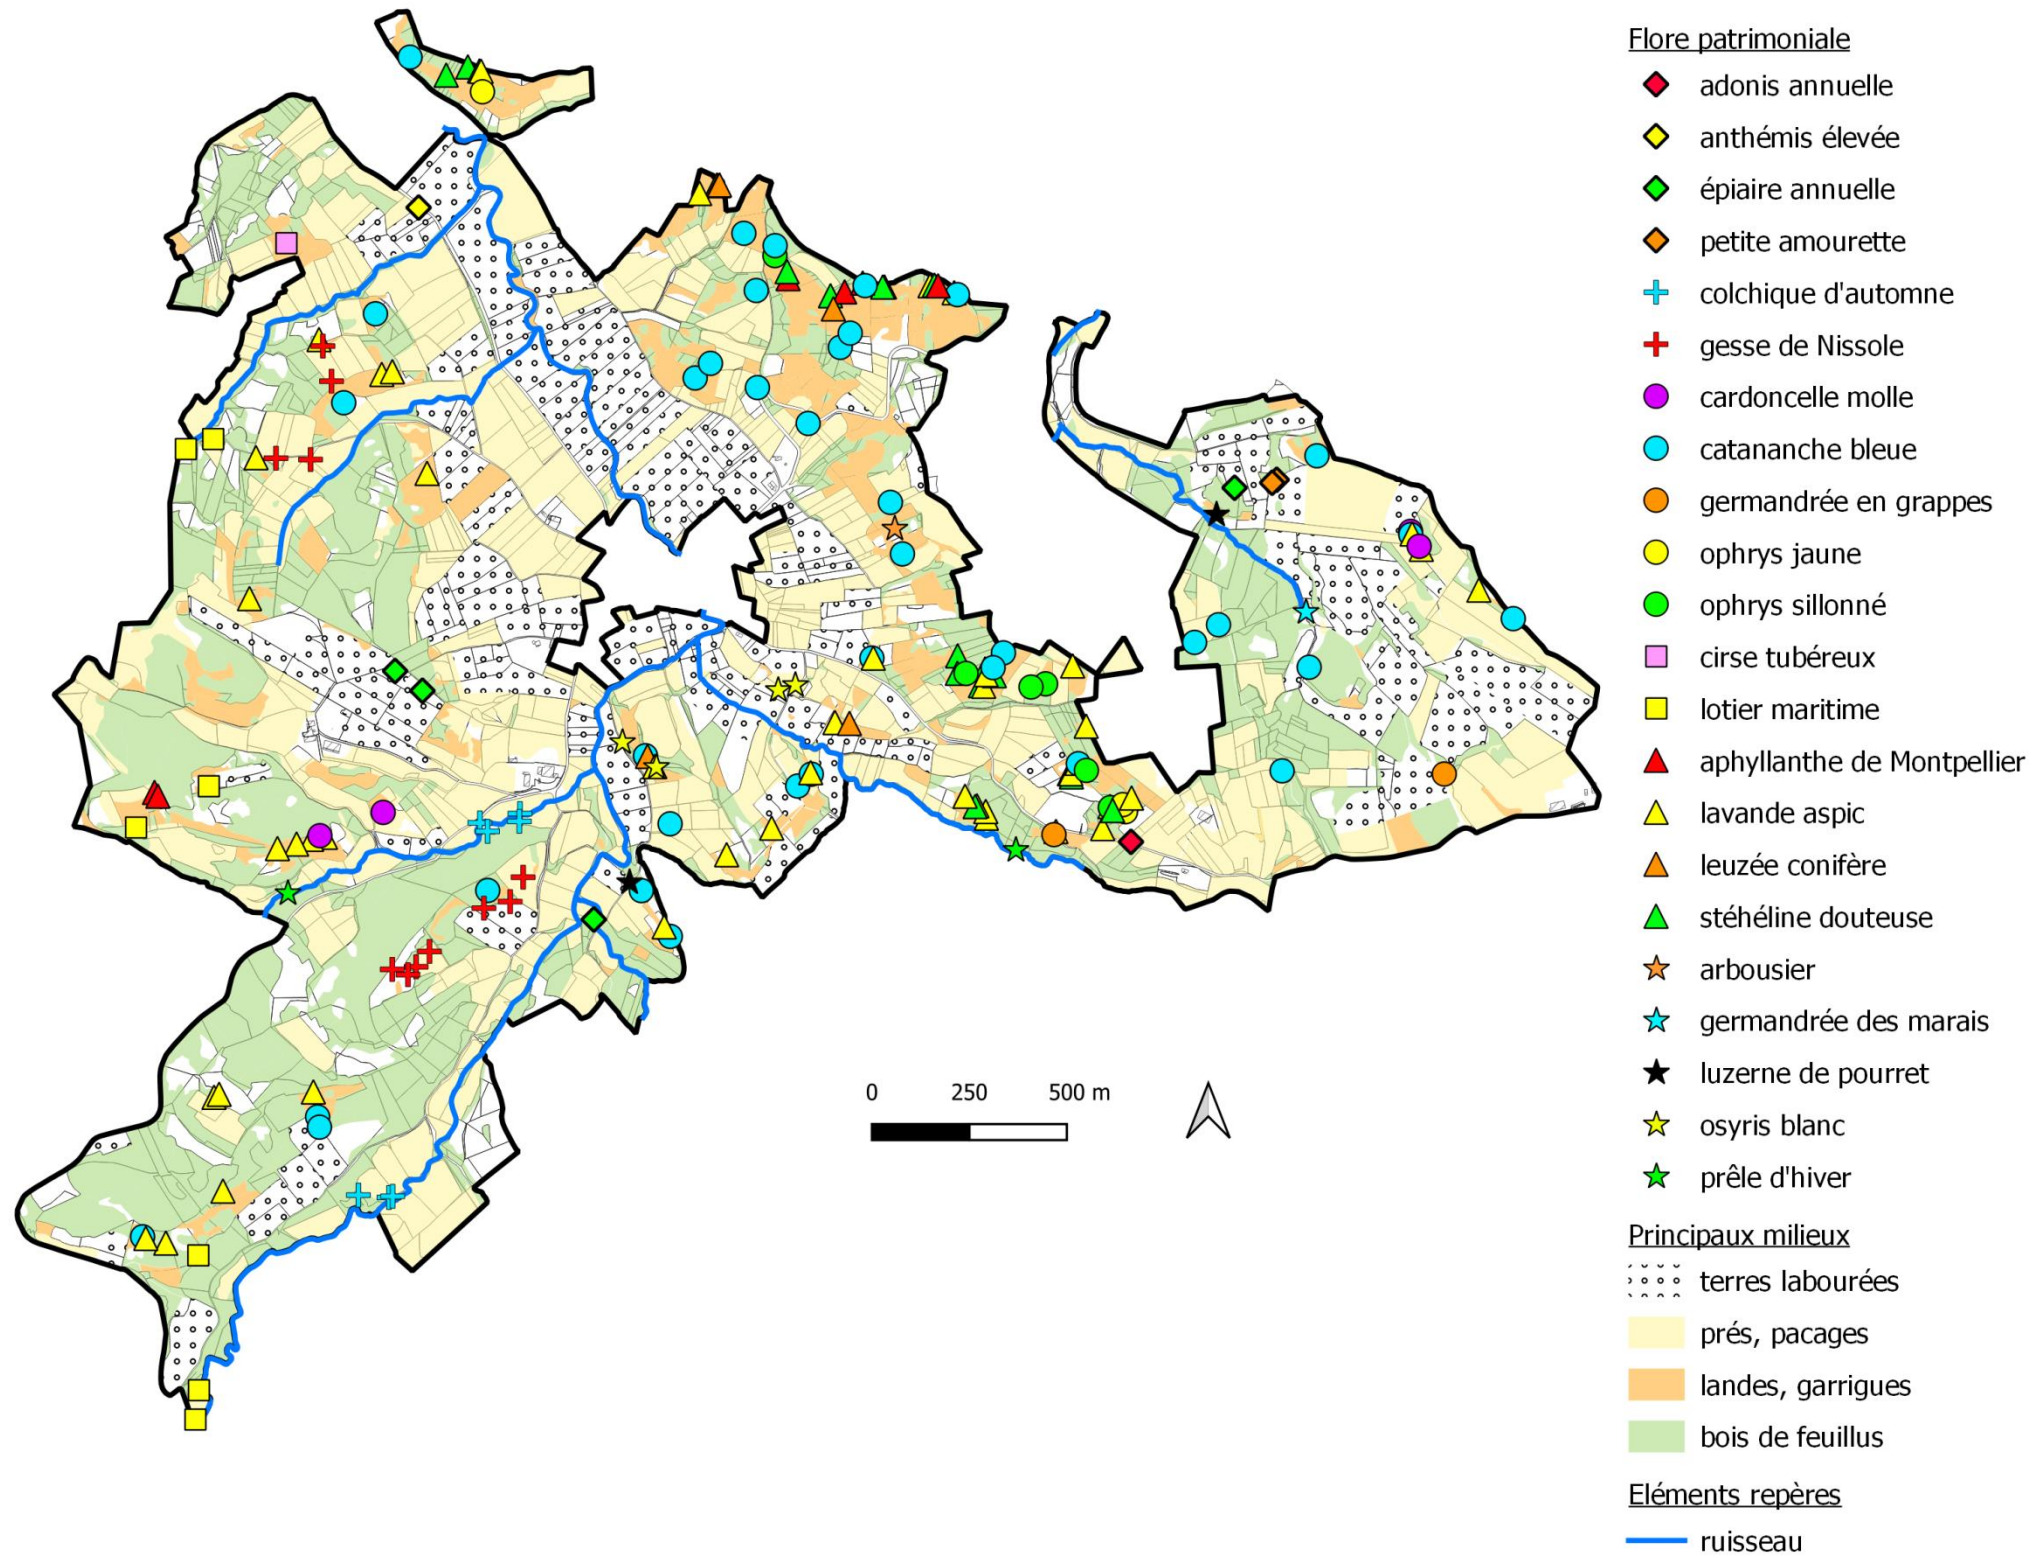 Flore patrimoniale
adonis annuelle
anthémis élevée
épiaire annuelle
petite amourette
colchique d'automne
gesse de Nissole
cardoncelle molle
catananche bleue
germandrée en grappes
ophrys jaune
ophrys sillonné
cirse tubéreux
lotier maritime
aphyllanthe de Montpellier
lavande aspic
leuzée conifère
stéhéline douteuse
arbousier
germandrée des marais
luzerne de pourret
osyris blanc
prêle d'hiver
Principaux milieux
terres labourées
prés, pacages
landes, garrigues
bois de feuillus
Eléments repères
ruisseau
0 250 500 m